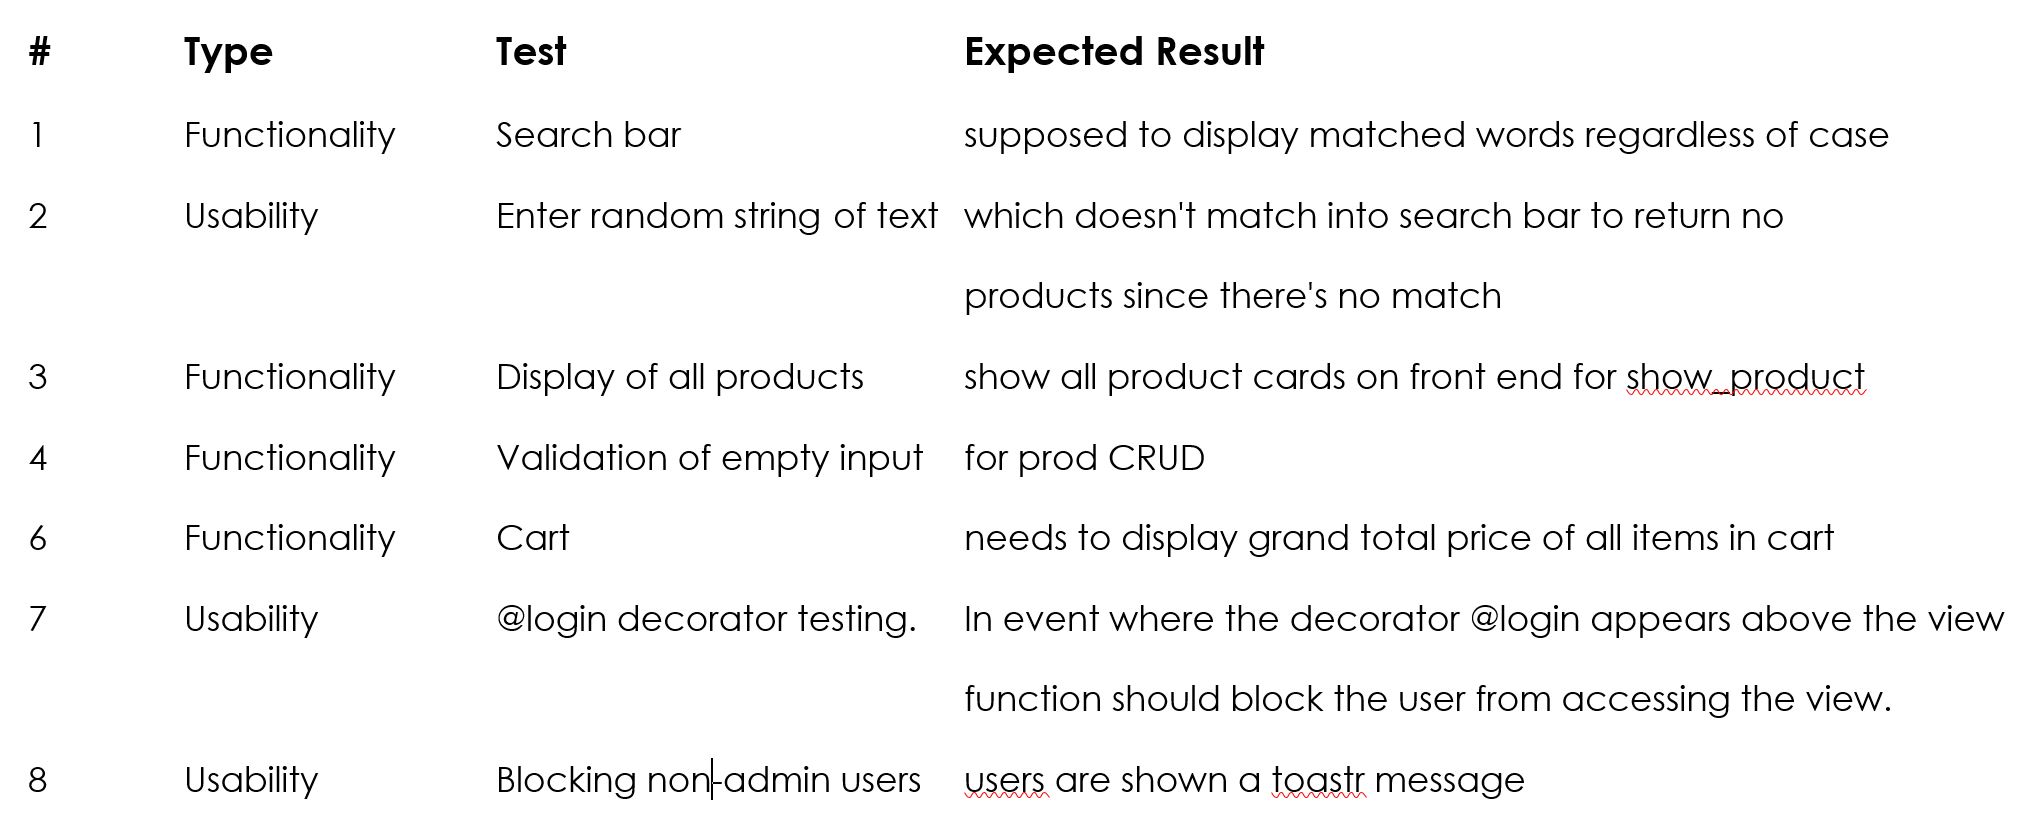 # Type Test Expected Result
1 Functionality Search bar supposed to display matched words regardless of case
2 Usability Enter random string of text which doesn't match into search bar to return no
products since there's no match
3 Functionality Display of all products show all product cards on front end for show_product
4 Functionality Validation of empty input for prod CRUD
6 Functionality Cart needs to display grand total price of all items in cart
7 Usability @login decorator testing. In event where the decorator @login appears above the view
function should block the user from accessing the view.
8 Usability Blocking non-admin users users are shown a toastr message